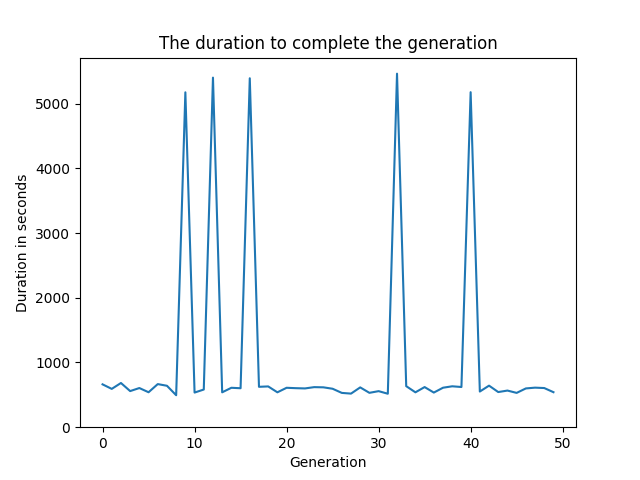 The duration to complete the generation
Duration in seconds
5000
4000
3000
2000
1000
0
0 10 20 30 40 50
Generation